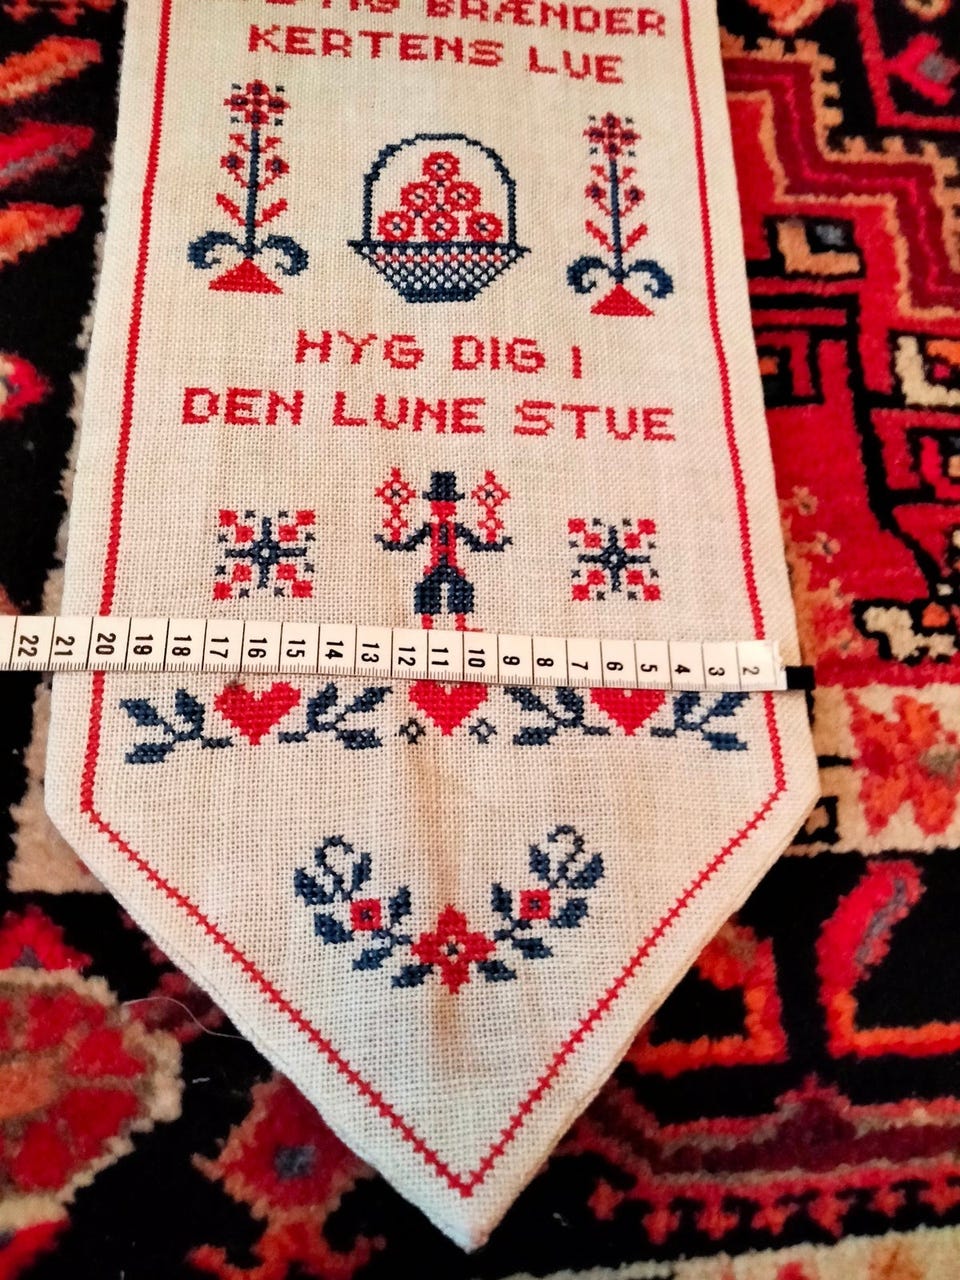 BRÆNDER
KERTENS LUE
HYG DIG I
DEN LUNE STUE
22 21 20 19 18 17 16 15 14 13 12 11 10 9 8 7 6 5 4 3 2